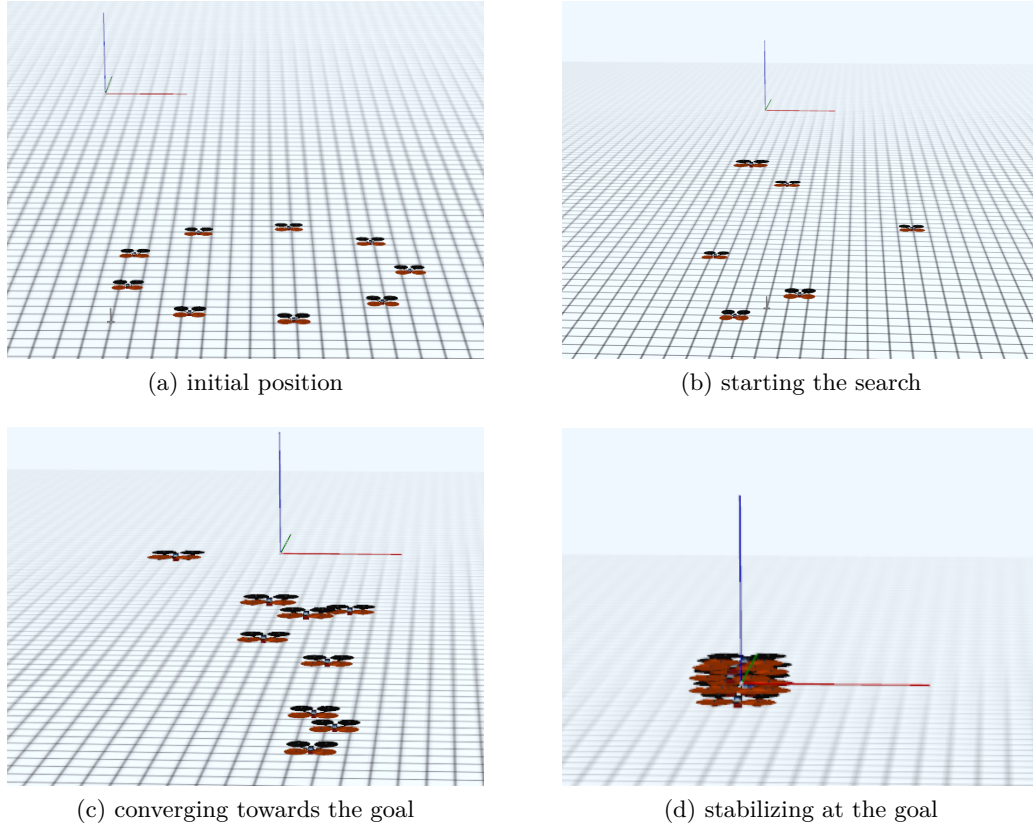 (a) initial position
(b) starting the search
(c) converging towards the goal
(d) stabilizing at the goal